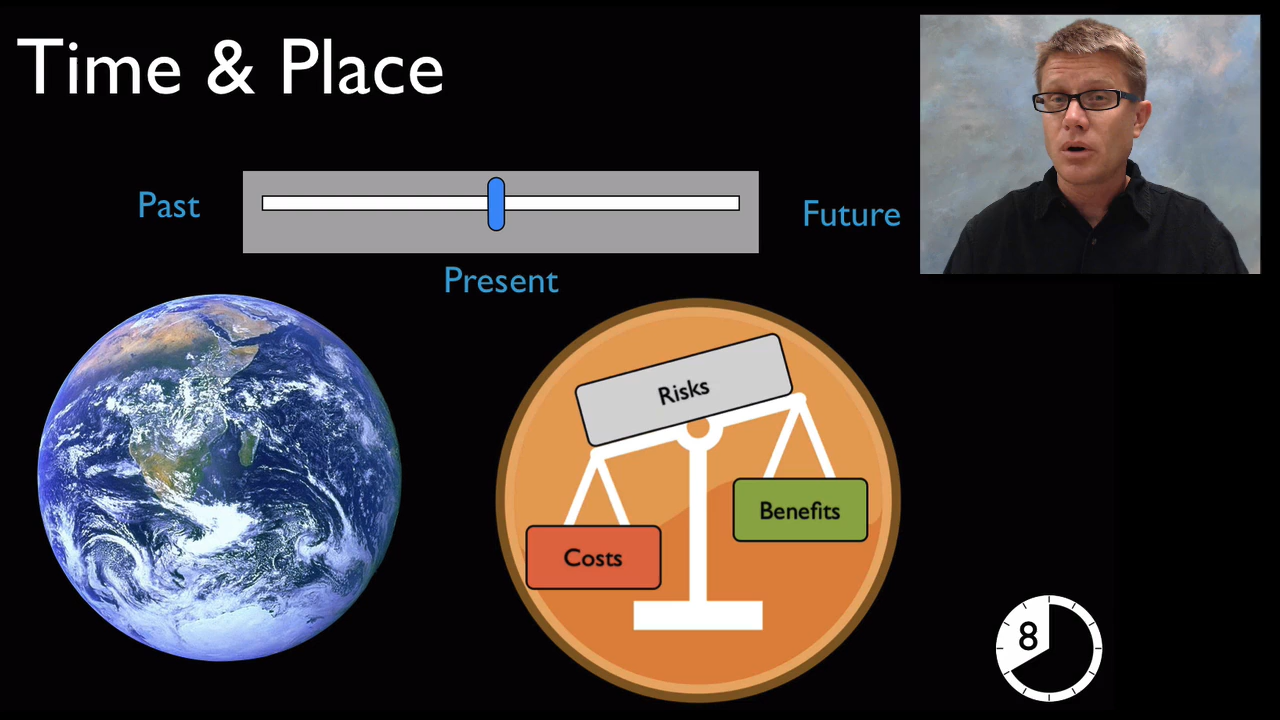 Time & Place
Past
Future
Present
Risks
Benefits
Costs
8